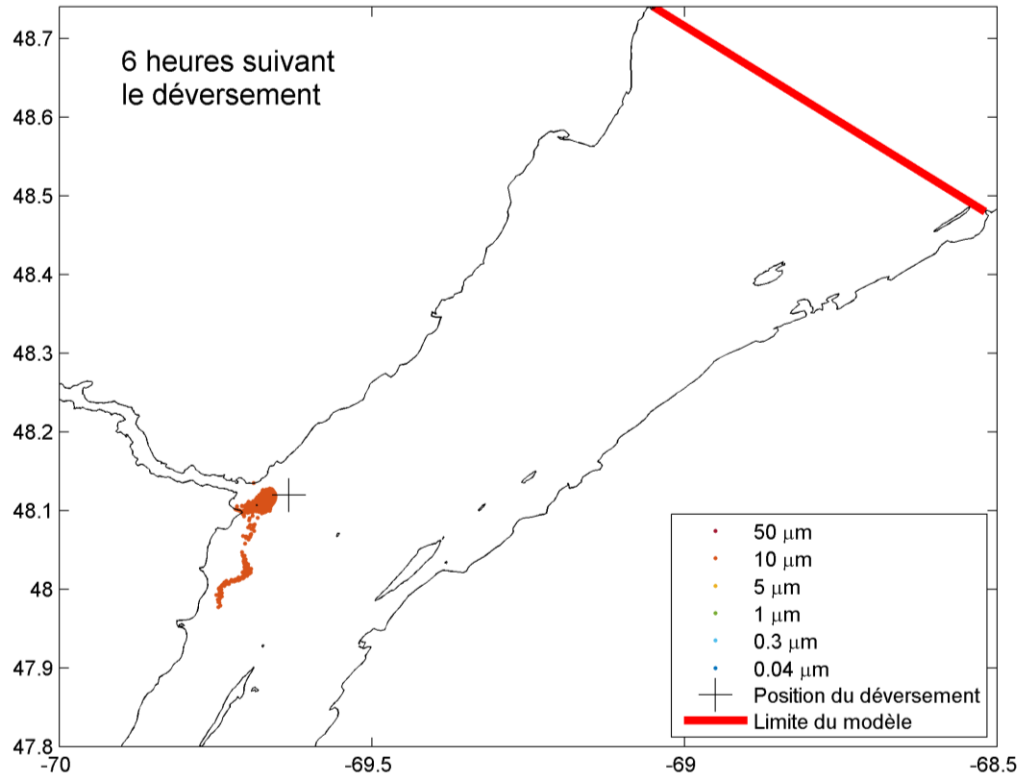 6 heures suivant
le déversement
48.7
48.6
48.5
48.4
48.3
48.2
48.1
48
47.9
47.8
-70
-69.5
-69
-68.5
50 μm
10 μm
5 μm
1 μm
0.3 μm
0.04 μm
Position du déversement
Limite du modèle